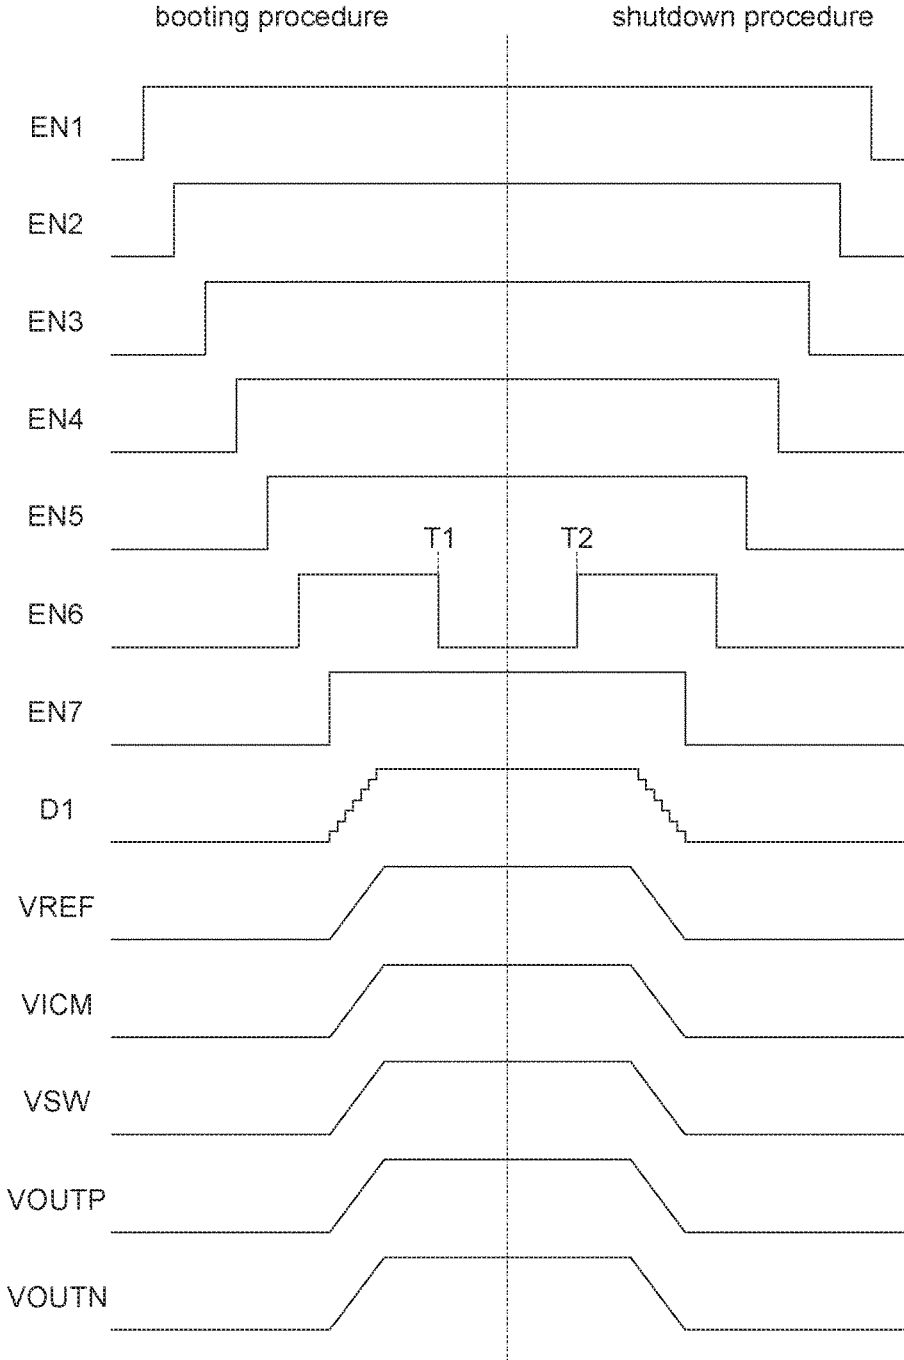 booting procedure
shutdown procedure
EN1
EN2
EN3
EN4
EN5
T1
T2
EN6
EN7
D1
VREF
VICM
VSW
VOUTP
VOUTN